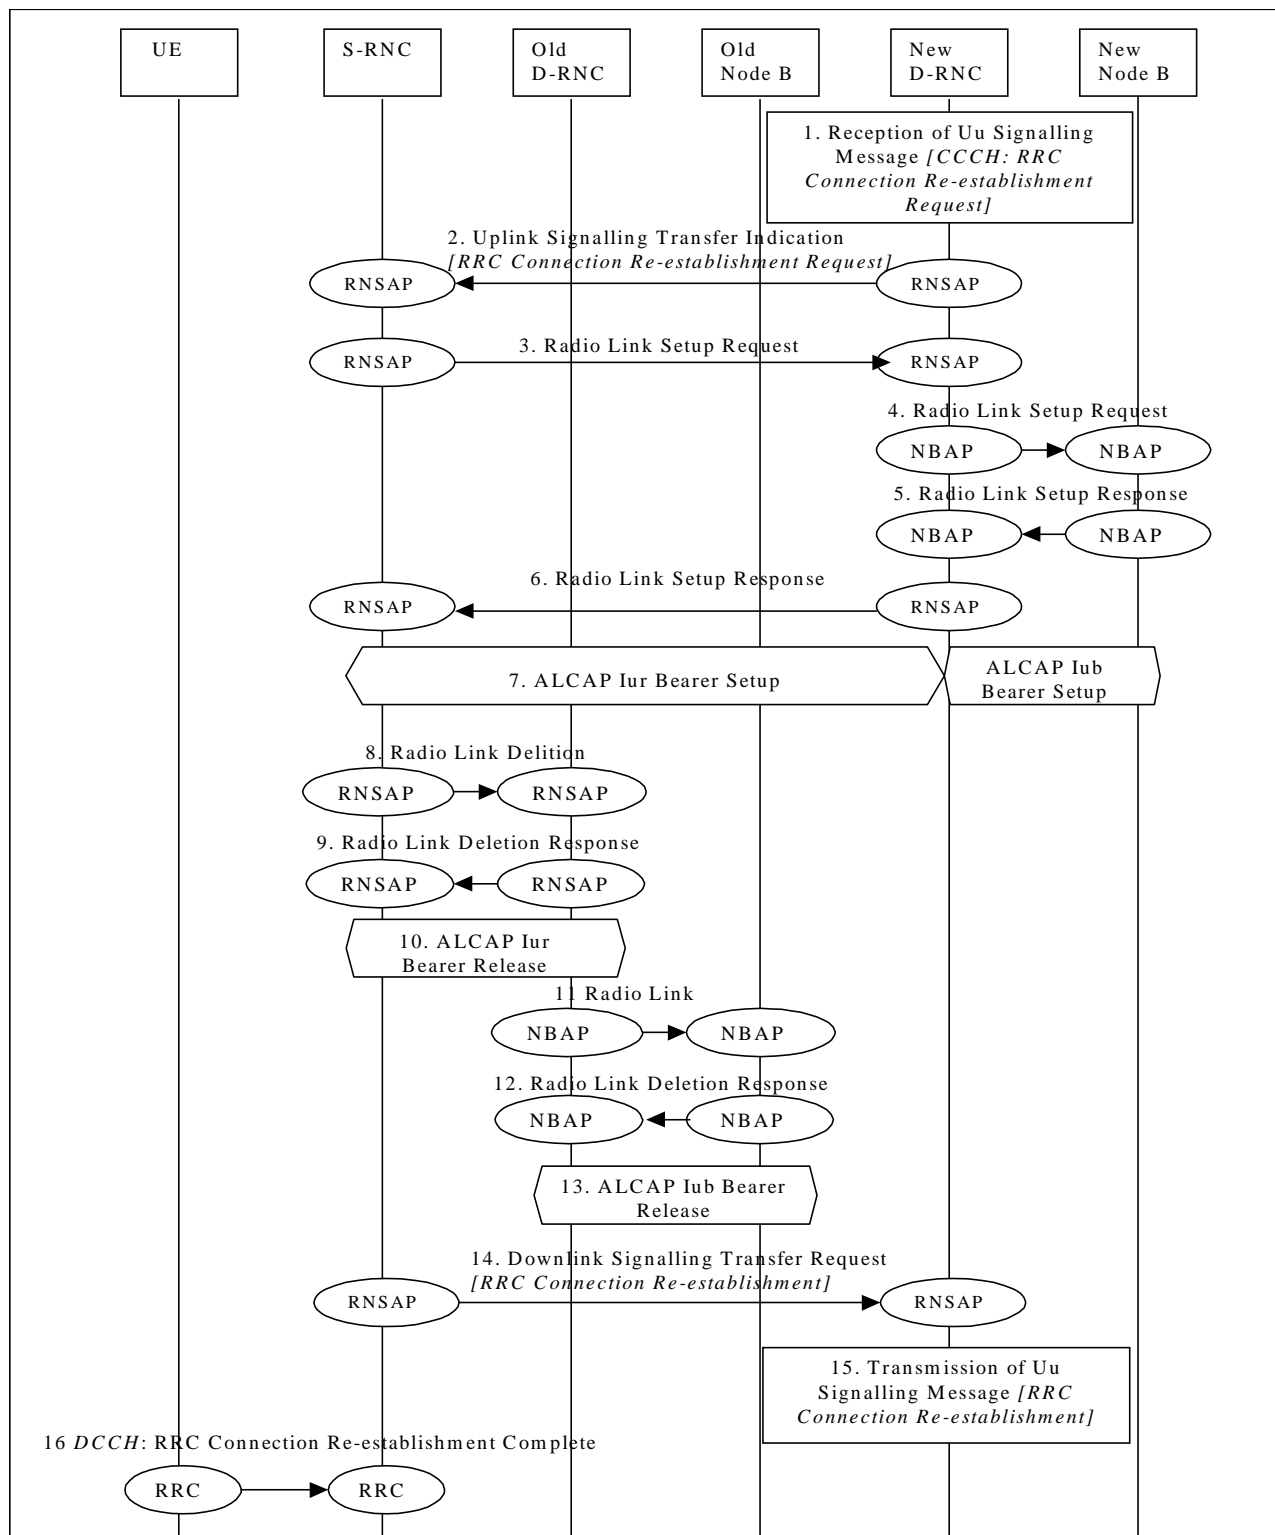 UE
S-RNC
Old
D-RNC
Old
Node B
New
D-RNC
New
Node B
1. Reception of Uu Signalling
Message [CCCH: RRC
Connection Re-establishment
Request]
2. Uplink Signalling Transfer Indication
[RRC Connection Re-establishment Request]
RNSAP
RNSAP
3. Radio Link Setup Request
RNSAP
RNSAP
4. Radio Link Setup Request
NBAP
NBAP
5. Radio Link Setup Response
NBAP
NBAP
6. Radio Link Setup Response
RNSAP
RNSAP
7. ALCAP Iur Bearer Setup
ALCAP Iub
Bearer Setup
8. Radio Link Delition
RNSAP
RNSAP
9. Radio Link Deletion Response
RNSAP
RNSAP
10. ALCAP Iur
Bearer Release
11 Radio Link
NBAP
NBAP
12. Radio Link Deletion Response
NBAP
NBAP
13. ALCAP Iub Bearer
Release
14. Downlink Signalling Transfer Request
[RRC Connection Re-establishment]
RNSAP
RNSAP
15. Transmission of Uu
Signalling Message [RRC
Connection Re-establishment]
16 DCCH: RRC Connection Re-establishment Complete
RRC
RRC